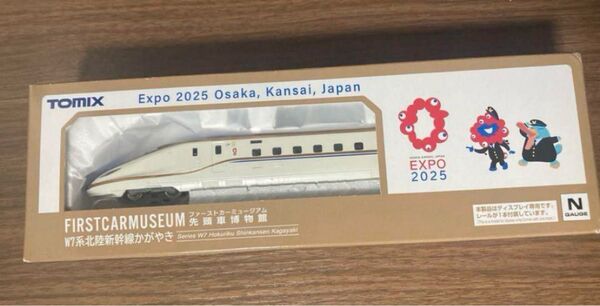 TOMIX
Expo 2025 Osaka, Kansai, Japan
OSAKA, KANSAI, JAPAN
EXPO
2025
FIRSTCARMUSEUM
ファーストカーミュージアム
先頭車博物館
W7系北陸新幹線かがやき
Series W7 Hokuriku Shinkansen Kagayaki
本製品はディスプレイ専用です。
レールが1本付属しています。
N
GAUGE